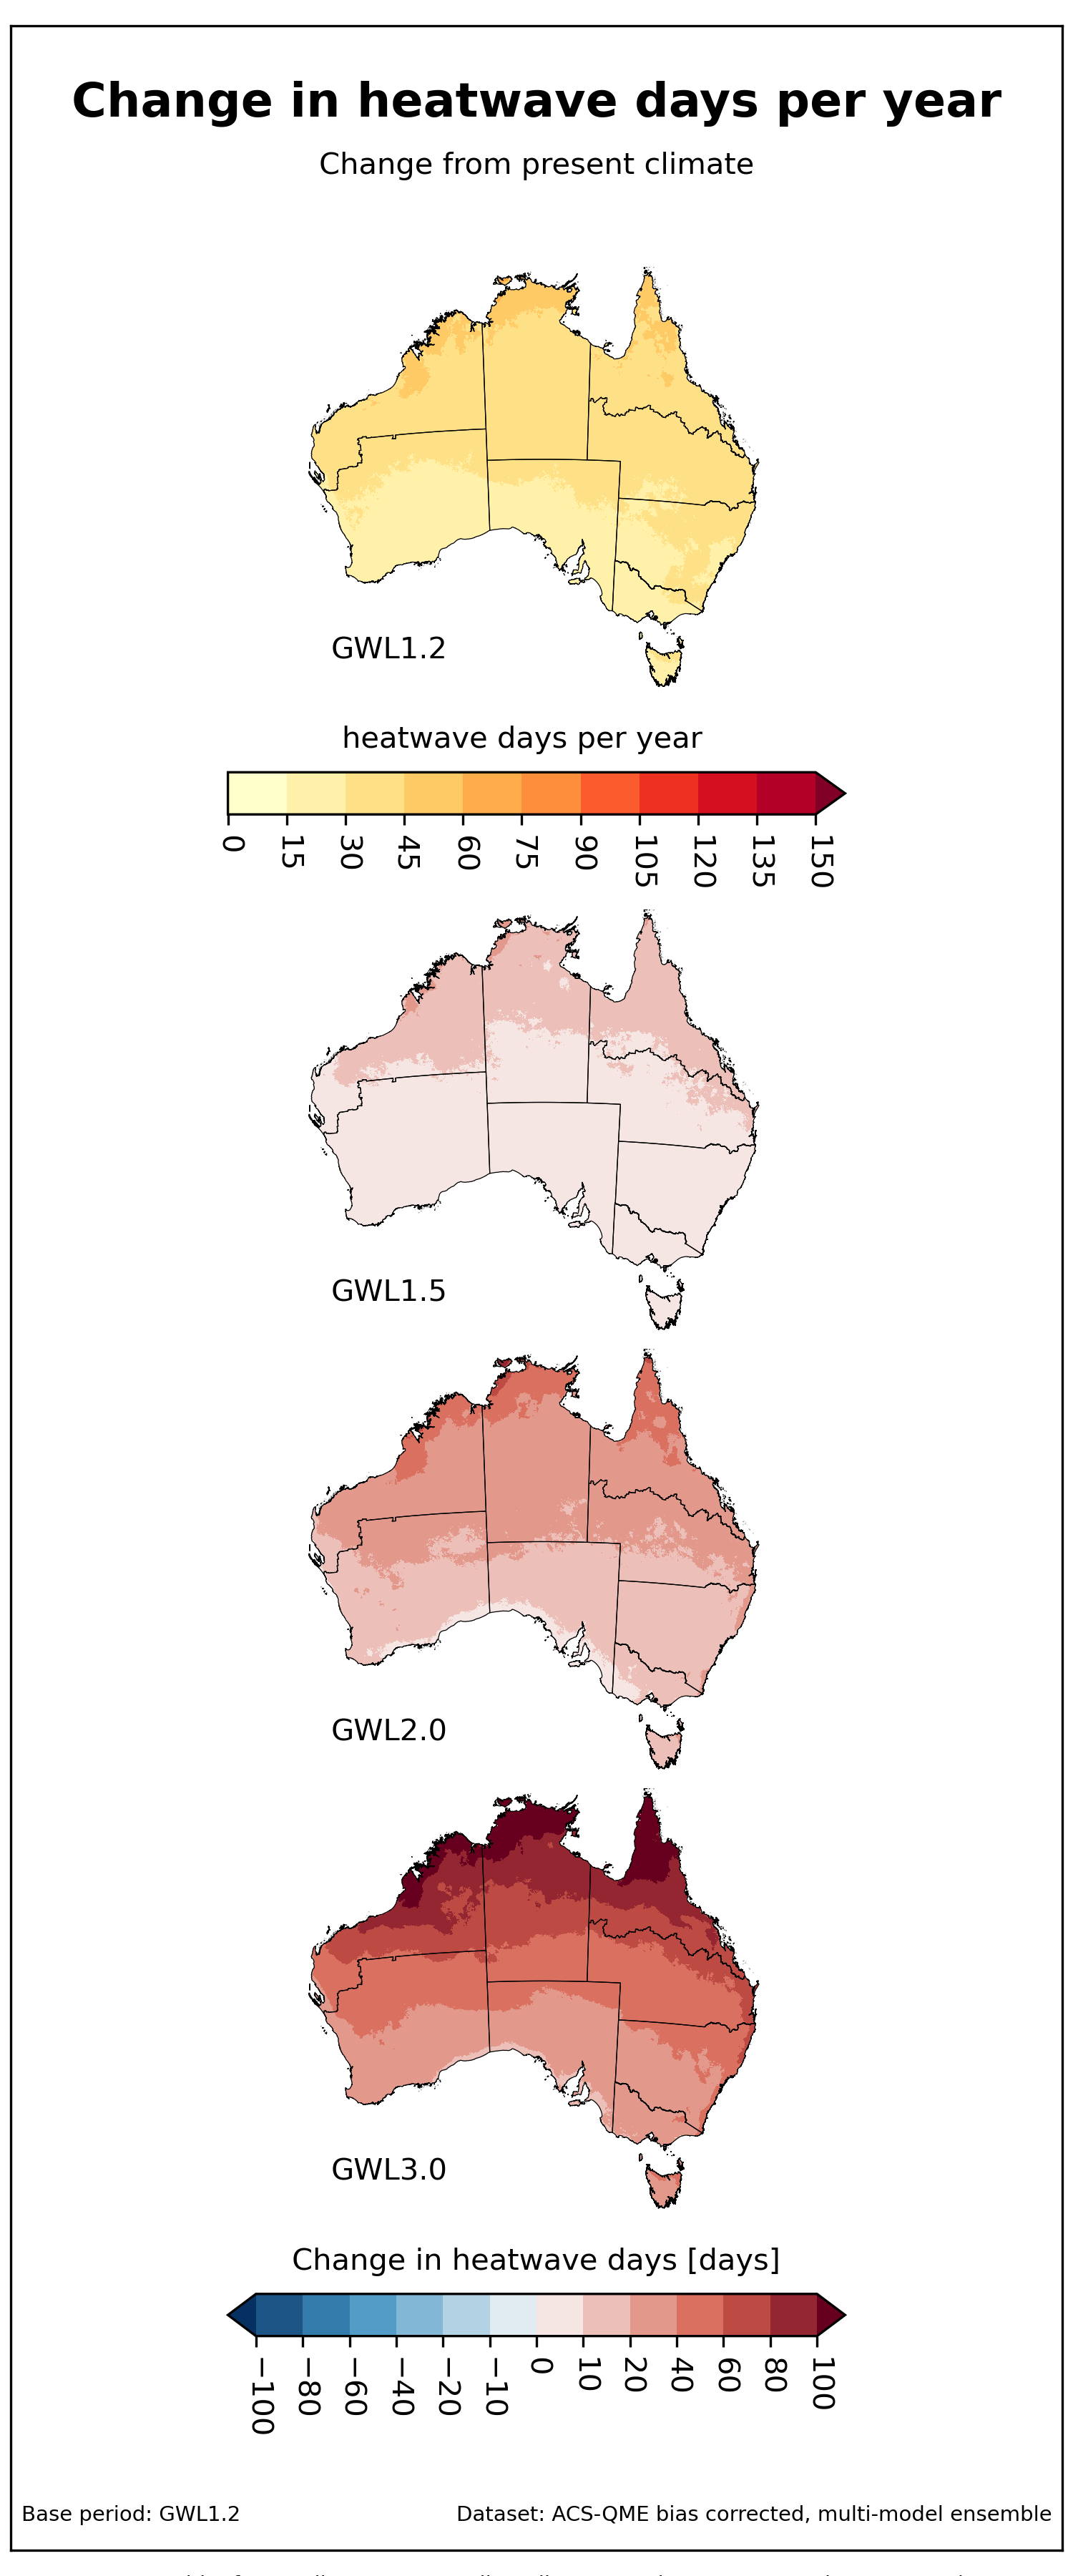 Change in heatwave days per year
Change from present climate
GWL1.2
heatwave days per year
0 15 30 45 60 75 90 105 120 135 150
GWL1.5
GWL2.0
GWL3.0
Change in heatwave days [days]
−100 −80 −60 −40 −20 −10 0 10 20 40 60 80 100
Base period: GWL1.2
Dataset: ACS-QME bias corrected, multi-model ensemble